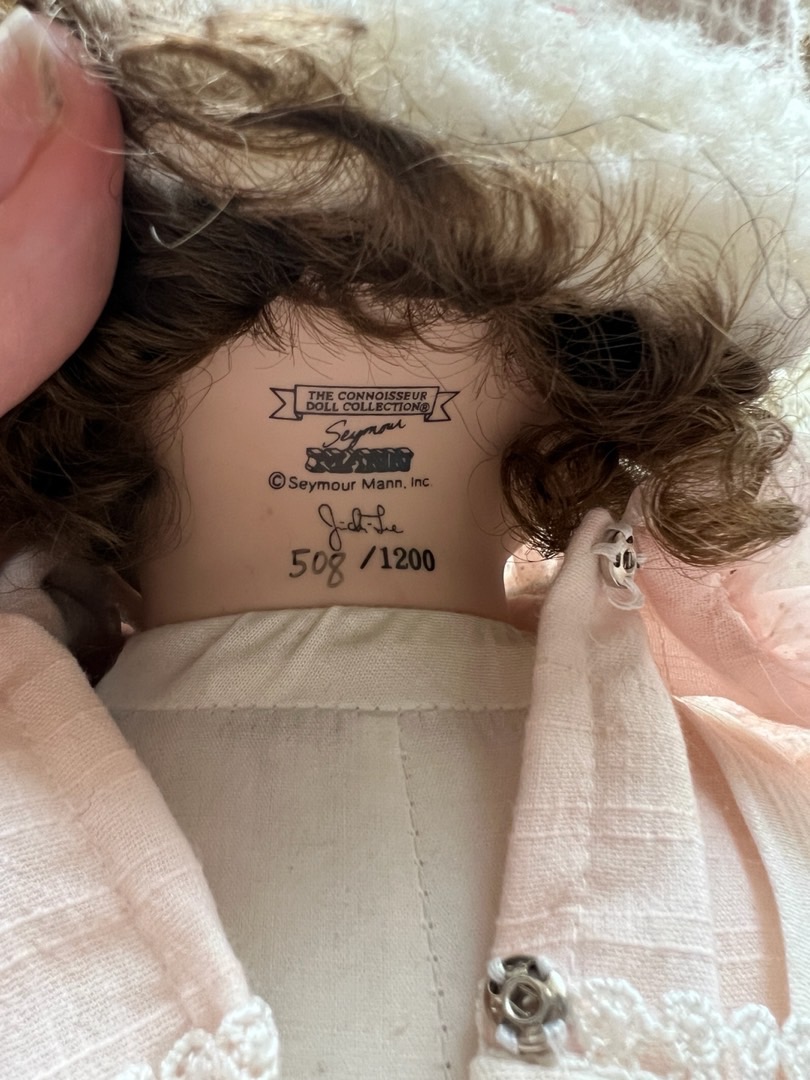 THE CONNOISSEUR
DOLL COLLECTION®
Seymour
© Seymour Mann, Inc.
508 /1200